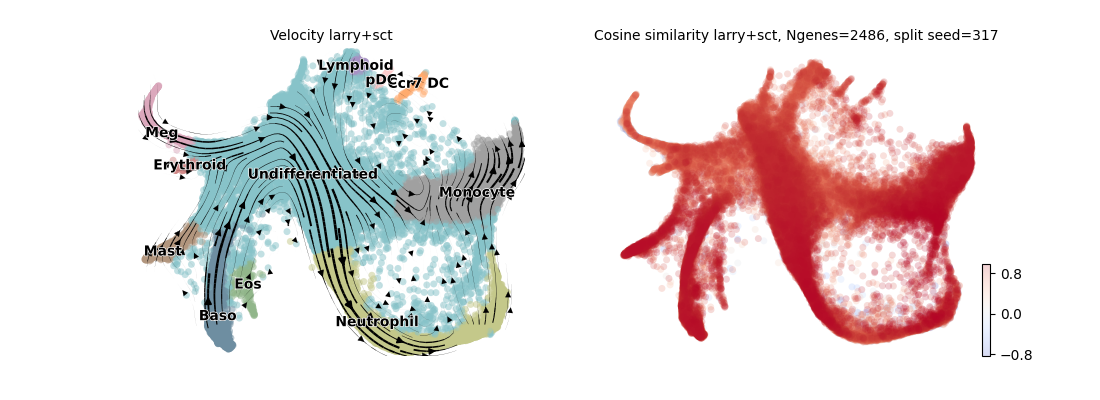 Velocity larry+sct
Cosine similarity larry+sct, Ngenes=2486, split seed=317
Lymphoid
pDC
Ccr7 DC
Meg
Erythroid
Undifferentiated
Monocyte
Mast
Eos
Baso
Neutrophil
0.8
0.0
−0.8